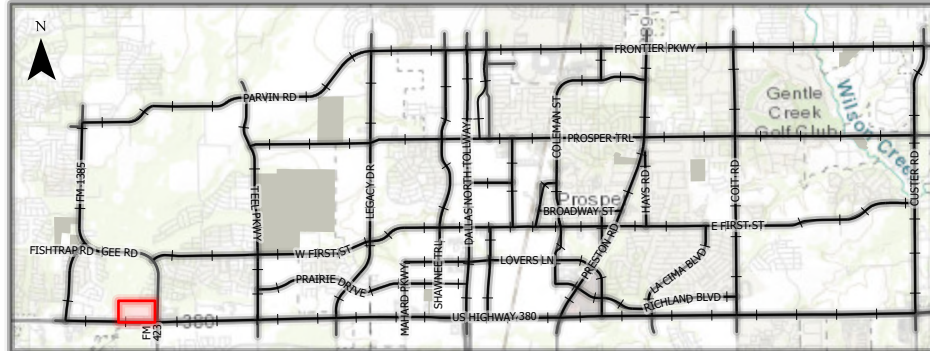 N
FRONTIER PKWY
PARVIN RD
Gentle
Creek
Golf Club
Wilson Cree
PROSPER TRL
COLEMAN ST
FM 1385
TEEL PKWY
LEGACY DR
DALLAS NORTH TOLLWAY
SHAWNEE TRL
HAYS RD
COIT RD
CUSTER RD
Prosper
BROADWAY ST
E FIRST ST
PRESTON RD
FISHTRAP RD
GEE RD
W FIRST ST
LOVERS LN
LA CIMA BLVD
PRAIRIE DRIVE
MAHARD PKWY
RICHLAND BLVD
US HIGHWAY 380
FM
423
380